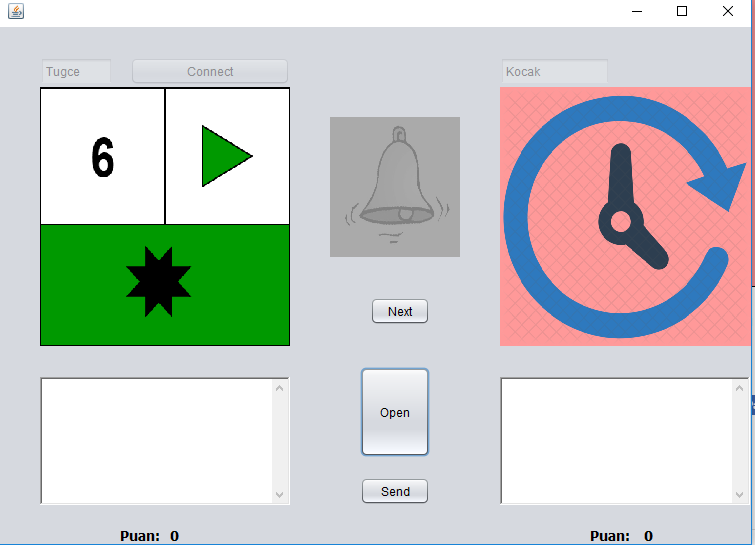 Tugce
Connect
Kocak
6
Next
Open
Send
Puan: 0
Puan: 0